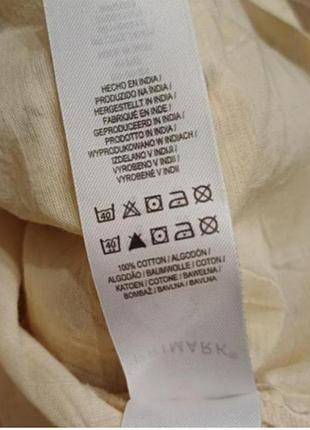 HECHO EN INDIA /
PRODUZIDO NA ÍNDIA /
HERGESTELLT IN INDIA /
FABRIQUÉ EN INDE /
GEPRODUCEERD IN INDIA /
PRODOTTO IN INDIA /
WYPRODUKOWANO W INDIACH /
IZDELANO V INDIJI /
VYROBENO V INDII /
VYROBENÉ V INDII
40
40
100% COTTON / ALGODÓN /
ALGODÃO / BAUMWOLLE / COTON /
KATOEN / COTONE / BAWEŁNA /
BOMBAŽ / BAVLNA / BAVLNA
PRIMARK®